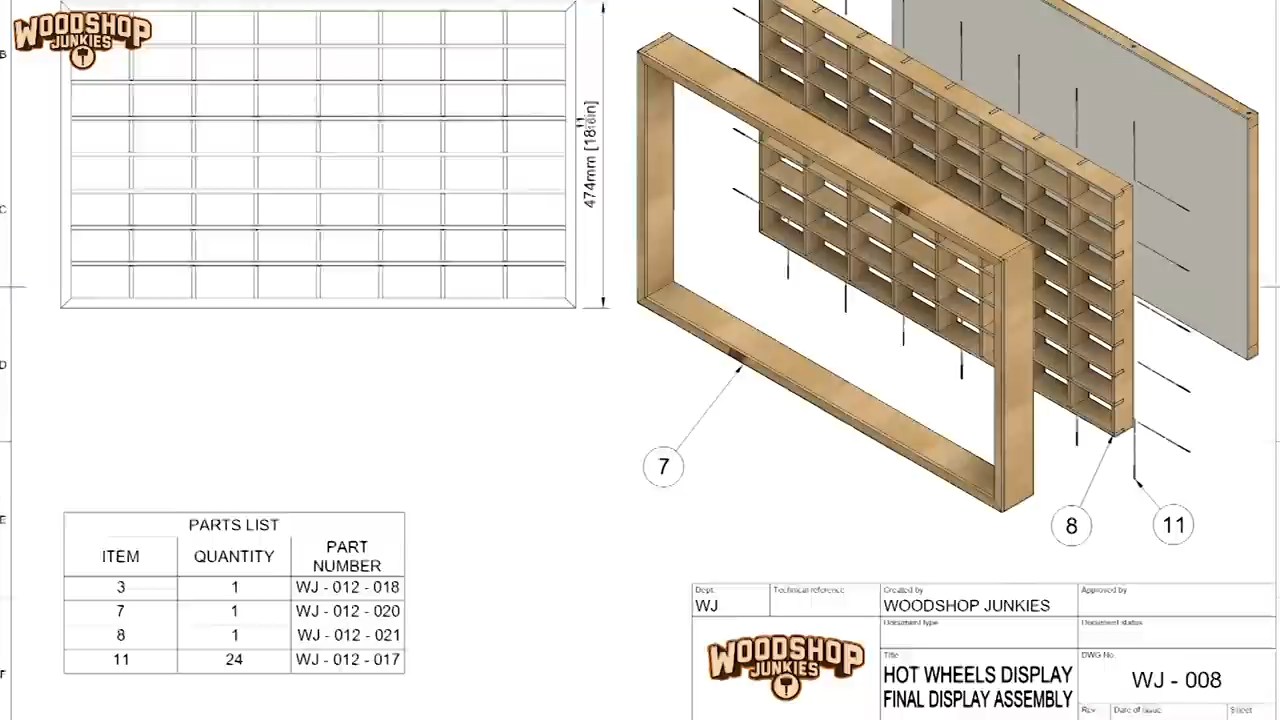 WOODSHOP
JUNKIES
B
C
D
E
F
474mm [18
in]
7
8
11
PARTS LIST
ITEM QUANTITY PART NUMBER
3 1 WJ - 012 - 018
7 1 WJ - 012 - 020
8 1 WJ - 012 - 021
11 24 WJ - 012 - 017
Dept. Technical reference Created by Approved by
WJ WOODSHOP JUNKIES
Document type Document status
WOODSHOP
JUNKIES
Title DWG No.
HOT WHEELS DISPLAY
FINAL DISPLAY ASSEMBLY
WJ - 008
Rev. Date of issue Sheet